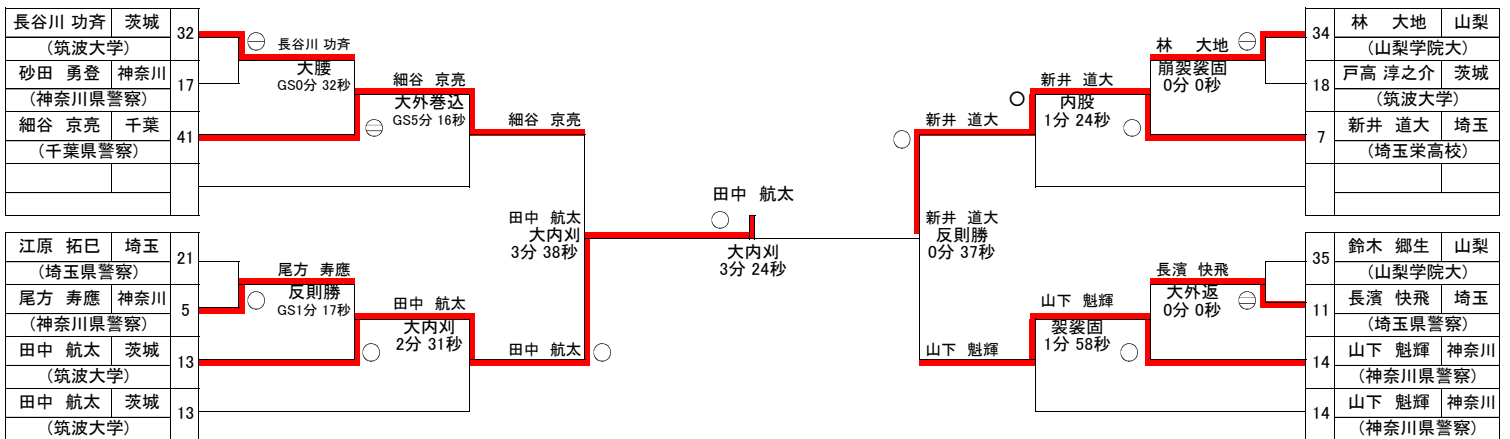 長谷川 功斉 茨城 32
(筑波大学)
砂田 勇登 神奈川 17
(神奈川県警察)
細谷 京亮 千葉 41
(千葉県警察)
江原 拓巳 埼玉 21
(埼玉県警察)
尾方 寿應 神奈川 5
(神奈川県警察)
田中 航太 茨城 13
(筑波大学)
田中 航太 茨城 13
(筑波大学)
長谷川 功斉
大腰
GS0分 32秒
細谷 京亮
大外巻込
GS5分 16秒
細谷 京亮
尾方 寿應
反則勝
GS1分 17秒
田中 航太
大内刈
2分 31秒
田中 航太
田中 航太
大内刈
3分 38秒
田中 航太
大内刈
3分 24秒
新井 道大
反則勝
0分 37秒
新井 道大
新井 道大
内股
1分 24秒
林 大地
崩袈裟固
0分 0秒
山下 魁輝
山下 魁輝
袈裟固
1分 58秒
長濱 快飛
大外返
0分 0秒
34 林 大地 山梨
(山梨学院大)
18 戸高 淳之介 茨城
(筑波大学)
7 新井 道大 埼玉
(埼玉栄高校)
35 鈴木 郷生 山梨
(山梨学院大)
11 長濱 快飛 埼玉
(埼玉県警察)
14 山下 魁輝 神奈川
(神奈川県警察)
14 山下 魁輝 神奈川
(神奈川県警察)